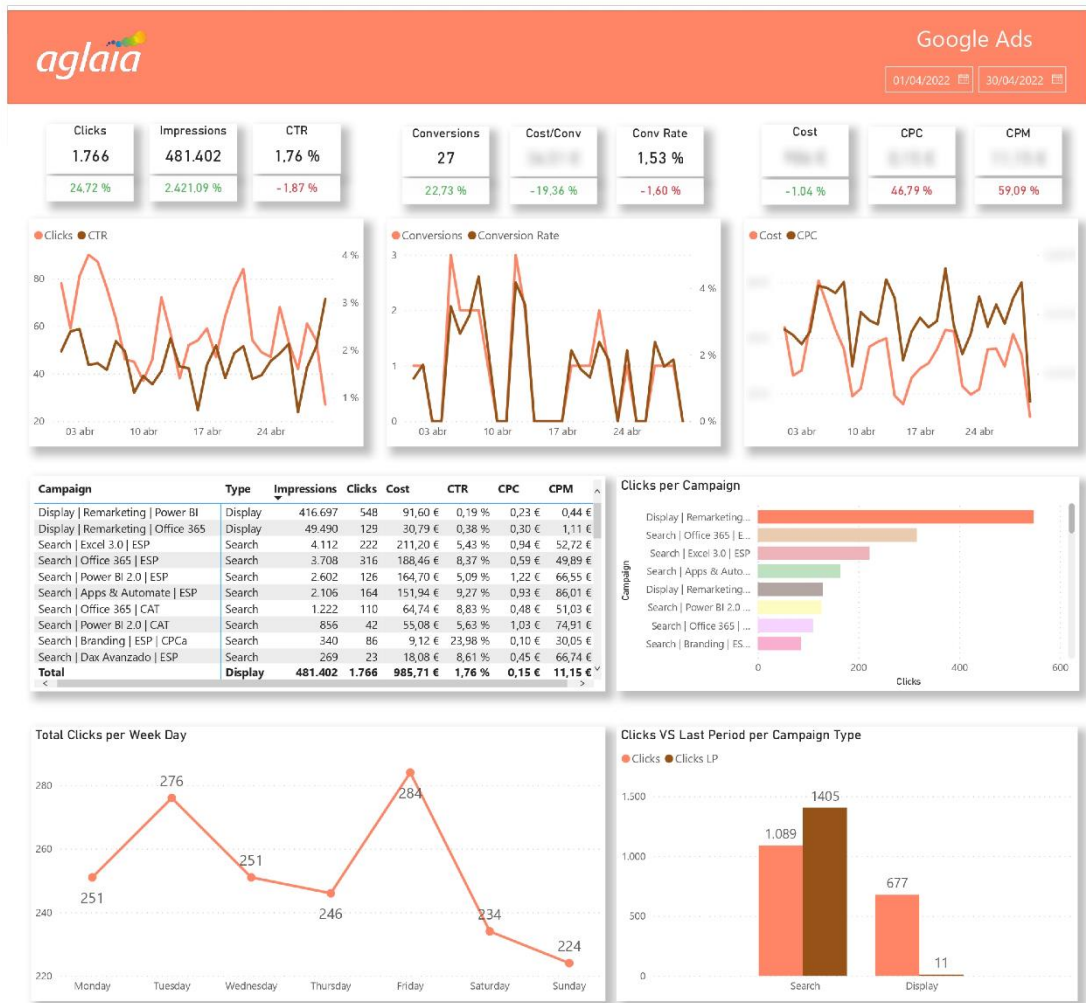 aglaia
Google Ads
01/04/2022 30/04/2022
Clicks
1.766
24,72 %
Impressions
481.402
2.421,09 %
CTR
1,76 %
-1,87 %
Conversions
27
22,73 %
Cost/Conv
-19,36 %
Conv Rate
1,53 %
-1,60 %
Cost
-1,04 %
CPC
46,79 %
CPM
59,09 %
Clicks CTR
80
60
40
20
4 %
3 %
2 %
1 %
03 abr 10 abr 17 abr 24 abr
Conversions Conversion Rate
3
2
1
0
4 %
2 %
0 %
03 abr 10 abr 17 abr 24 abr
Cost CPC
03 abr 10 abr 17 abr 24 abr
Campaign Type Impressions Clicks Cost CTR CPC CPM
Display | Remarketing | Power BI Display 416.697 548 91,60 € 0,19 % 0,23 € 0,44 €
Display | Remarketing | Office 365 Display 49.490 129 30,79 € 0,38 % 0,30 € 1,11 €
Search | Excel 3.0 | ESP Search 4.112 222 211,20 € 5,43 % 0,94 € 52,72 €
Search | Office 365 | ESP Search 3.708 316 188,46 € 8,37 % 0,59 € 49,89 €
Search | Power BI 2.0 | ESP Search 2.602 126 164,70 € 5,09 % 1,22 € 66,55 €
Search | Apps & Automate | ESP Search 2.106 164 151,94 € 9,27 % 0,93 € 86,01 €
Search | Office 365 | CAT Search 1.222 110 64,74 € 8,83 % 0,48 € 51,03 €
Search | Power BI 2.0 | CAT Search 856 42 55,08 € 5,63 % 1,03 € 74,91 €
Search | Branding | ESP | CPCa Search 340 86 9,12 € 23,98 % 0,10 € 30,05 €
Search | Dax Avanzado | ESP Search 269 23 18,08 € 8,61 % 0,45 € 66,74 €
Total Display 481.402 1.766 985,71 € 1,76 % 0,15 € 11,15 €
Clicks per Campaign
Campaign
Display | Remarketing...
Search | Office 365 | E...
Search | Excel 3.0 | ESP
Search | Apps & Auto...
Display | Remarketing...
Search | Power BI 2.0 ...
Search | Office 365 | ...
Search | Branding | ES...
0 200 400 600
Clicks
Total Clicks per Week Day
280
260
240
220
251
276
251
246
284
234
224
Monday Tuesday Wednesday Thursday Friday Saturday Sunday
Clicks VS Last Period per Campaign Type
Clicks Clicks LP
1.500
1.000
500
0
1.089
1405
677
11
Search Display